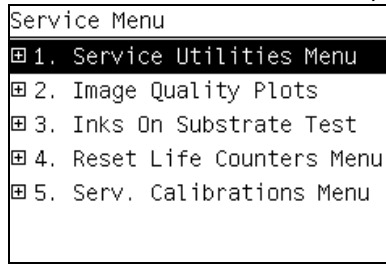 Service Menu
1. Service Utilities Menu
2. Image Quality Plots
3. Inks On Substrate Test
4. Reset Life Counters Menu
5. Serv. Calibrations Menu